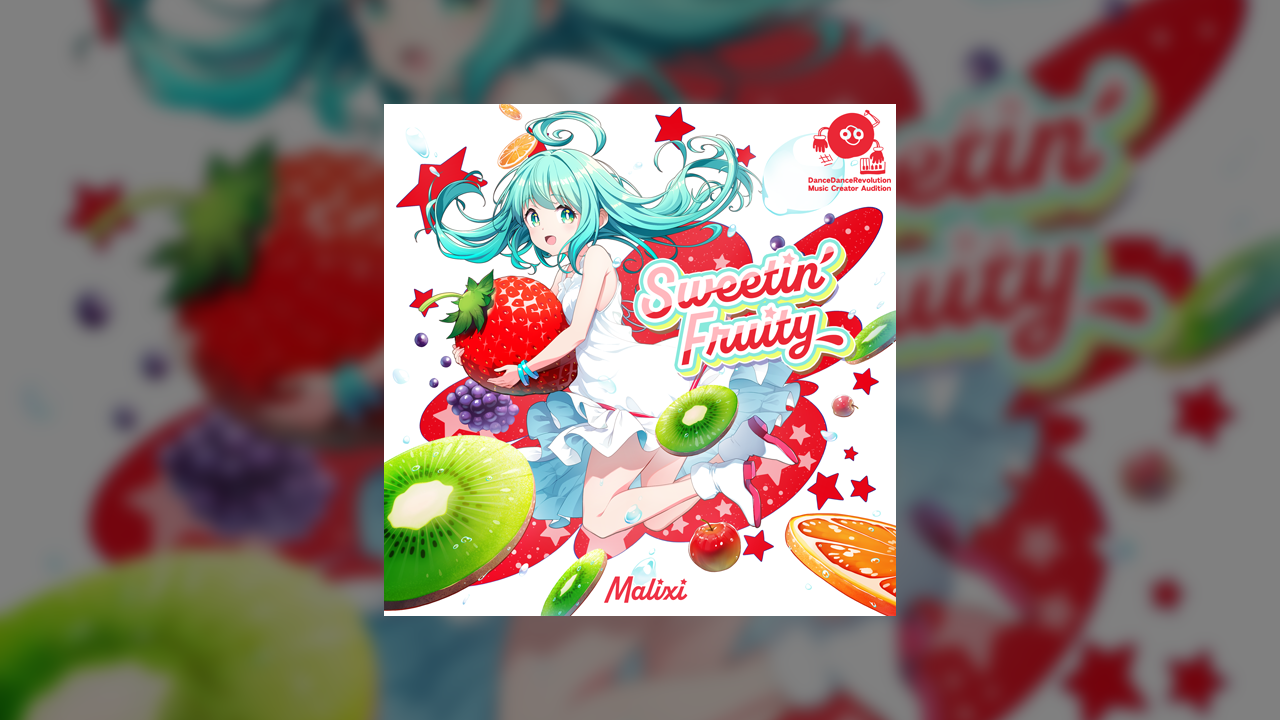 DanceDanceRevolution
Music Creator Audition
Sweetin'
Fruity
Malixi